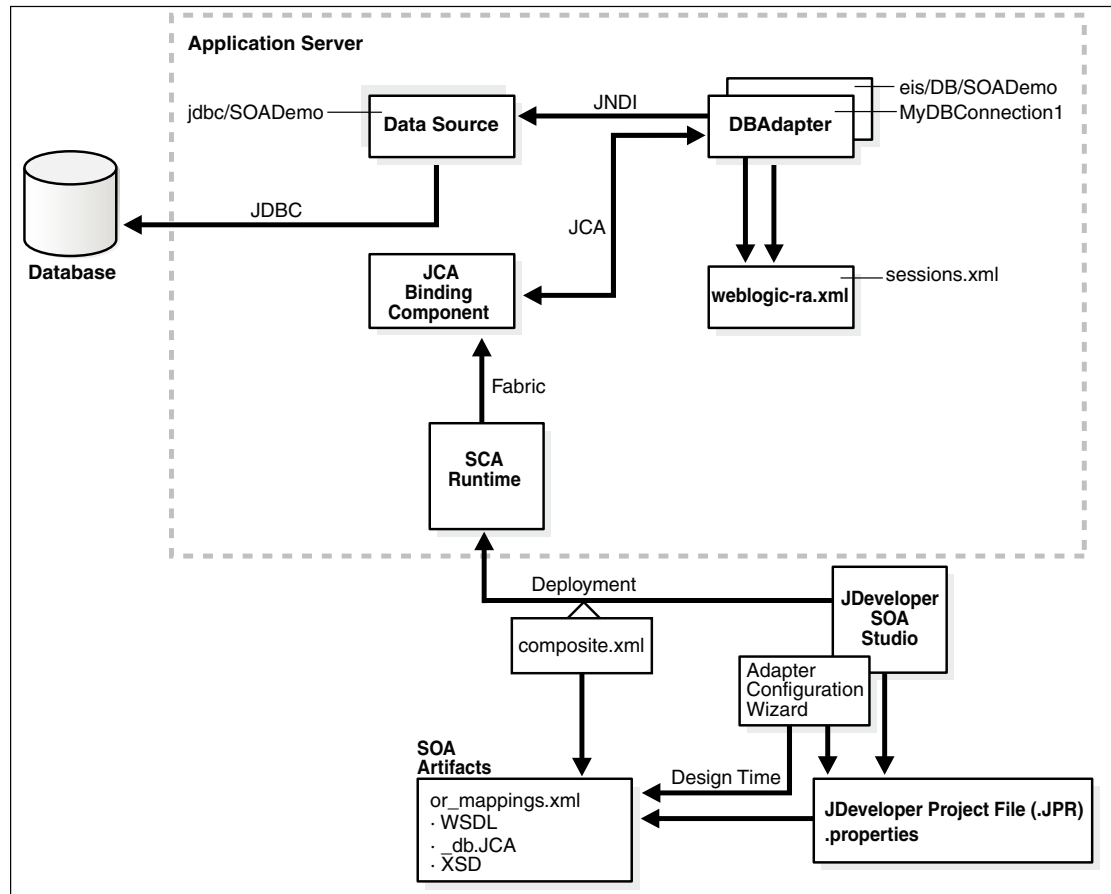 Application Server
jdbc/SOADemo
Data Source
JNDI
DBAdapter
eis/DB/SOADemo
MyDBConnection1
JDBC
JCA
Database
JCA
Binding
Component
weblogic-ra.xml
sessions.xml
Fabric
SCA
Runtime
Deployment
JDeveloper
SOA
Studio
composite.xml
Adapter
Configuration
Wizard
SOA
Artifacts
Design Time
or_mappings.xml
· WSDL
· _db.JCA
· XSD
JDeveloper Project File (.JPR)
.properties